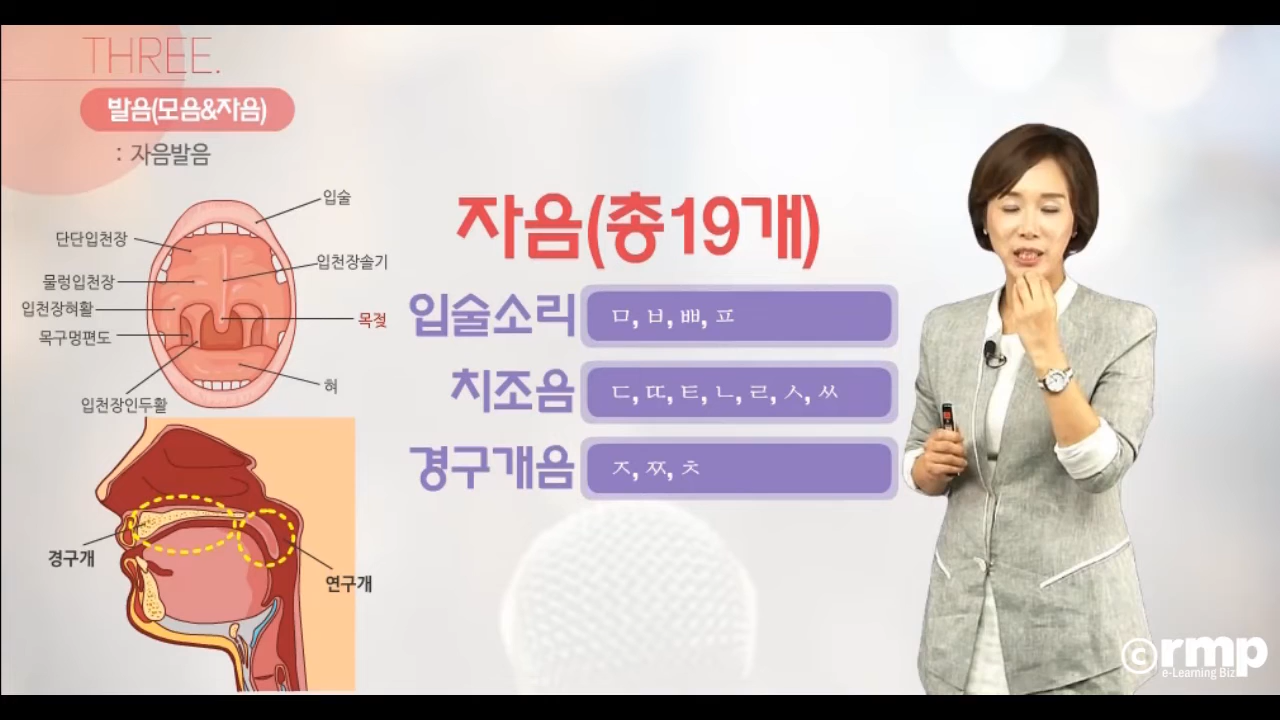 THREE.
발음(모음&자음)
: 자음발음
입술
단단입천장
입천장솔기
물렁입천장
입천장혀활
목젖
목구멍편도
혀
입천장인두활
경구개
연구개
자음(총19개)
입술소리 ㅁ, ㅂ, ㅃ, ㅍ
치조음 ㄷ, ㄸ, ㅌ, ㄴ, ㄹ, ㅅ, ㅆ
경구개음 ㅈ, ㅉ, ㅊ
©rmp
e-Learning Biz